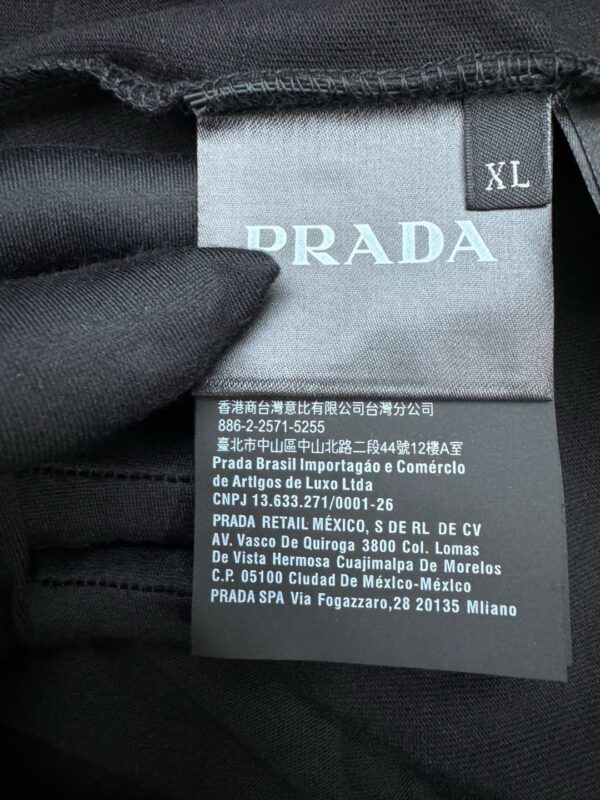 XL
PRADA
香港商台灣意比有限公司台灣分公司
886-2-2571-5255
臺北市中山區中山北路二段44號12樓A室
Prada Brasil Importagáo e Comérclo
de Artlgos de Luxo Ltda
CNPJ 13.633.271/0001-26
PRADA RETAIL MÉXICO, S DE RL DE CV
AV. Vasco De Quiroga 3800 Col. Lomas
De Vista Hermosa Cuajimalpa De Morelos
C.P. 05100 Cludad De Méxlco-México
PRADA SPA Via Fogazzaro,28 20135 Mliano